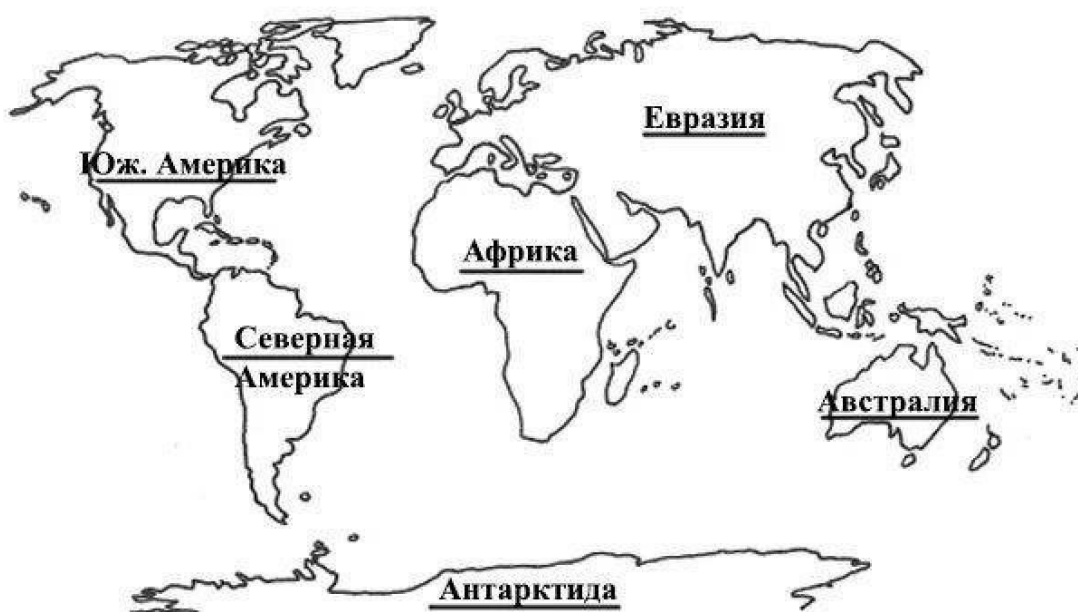 Евразия
Юж. Америка
Африка
Северная
Америка
Австралия
Антарктида